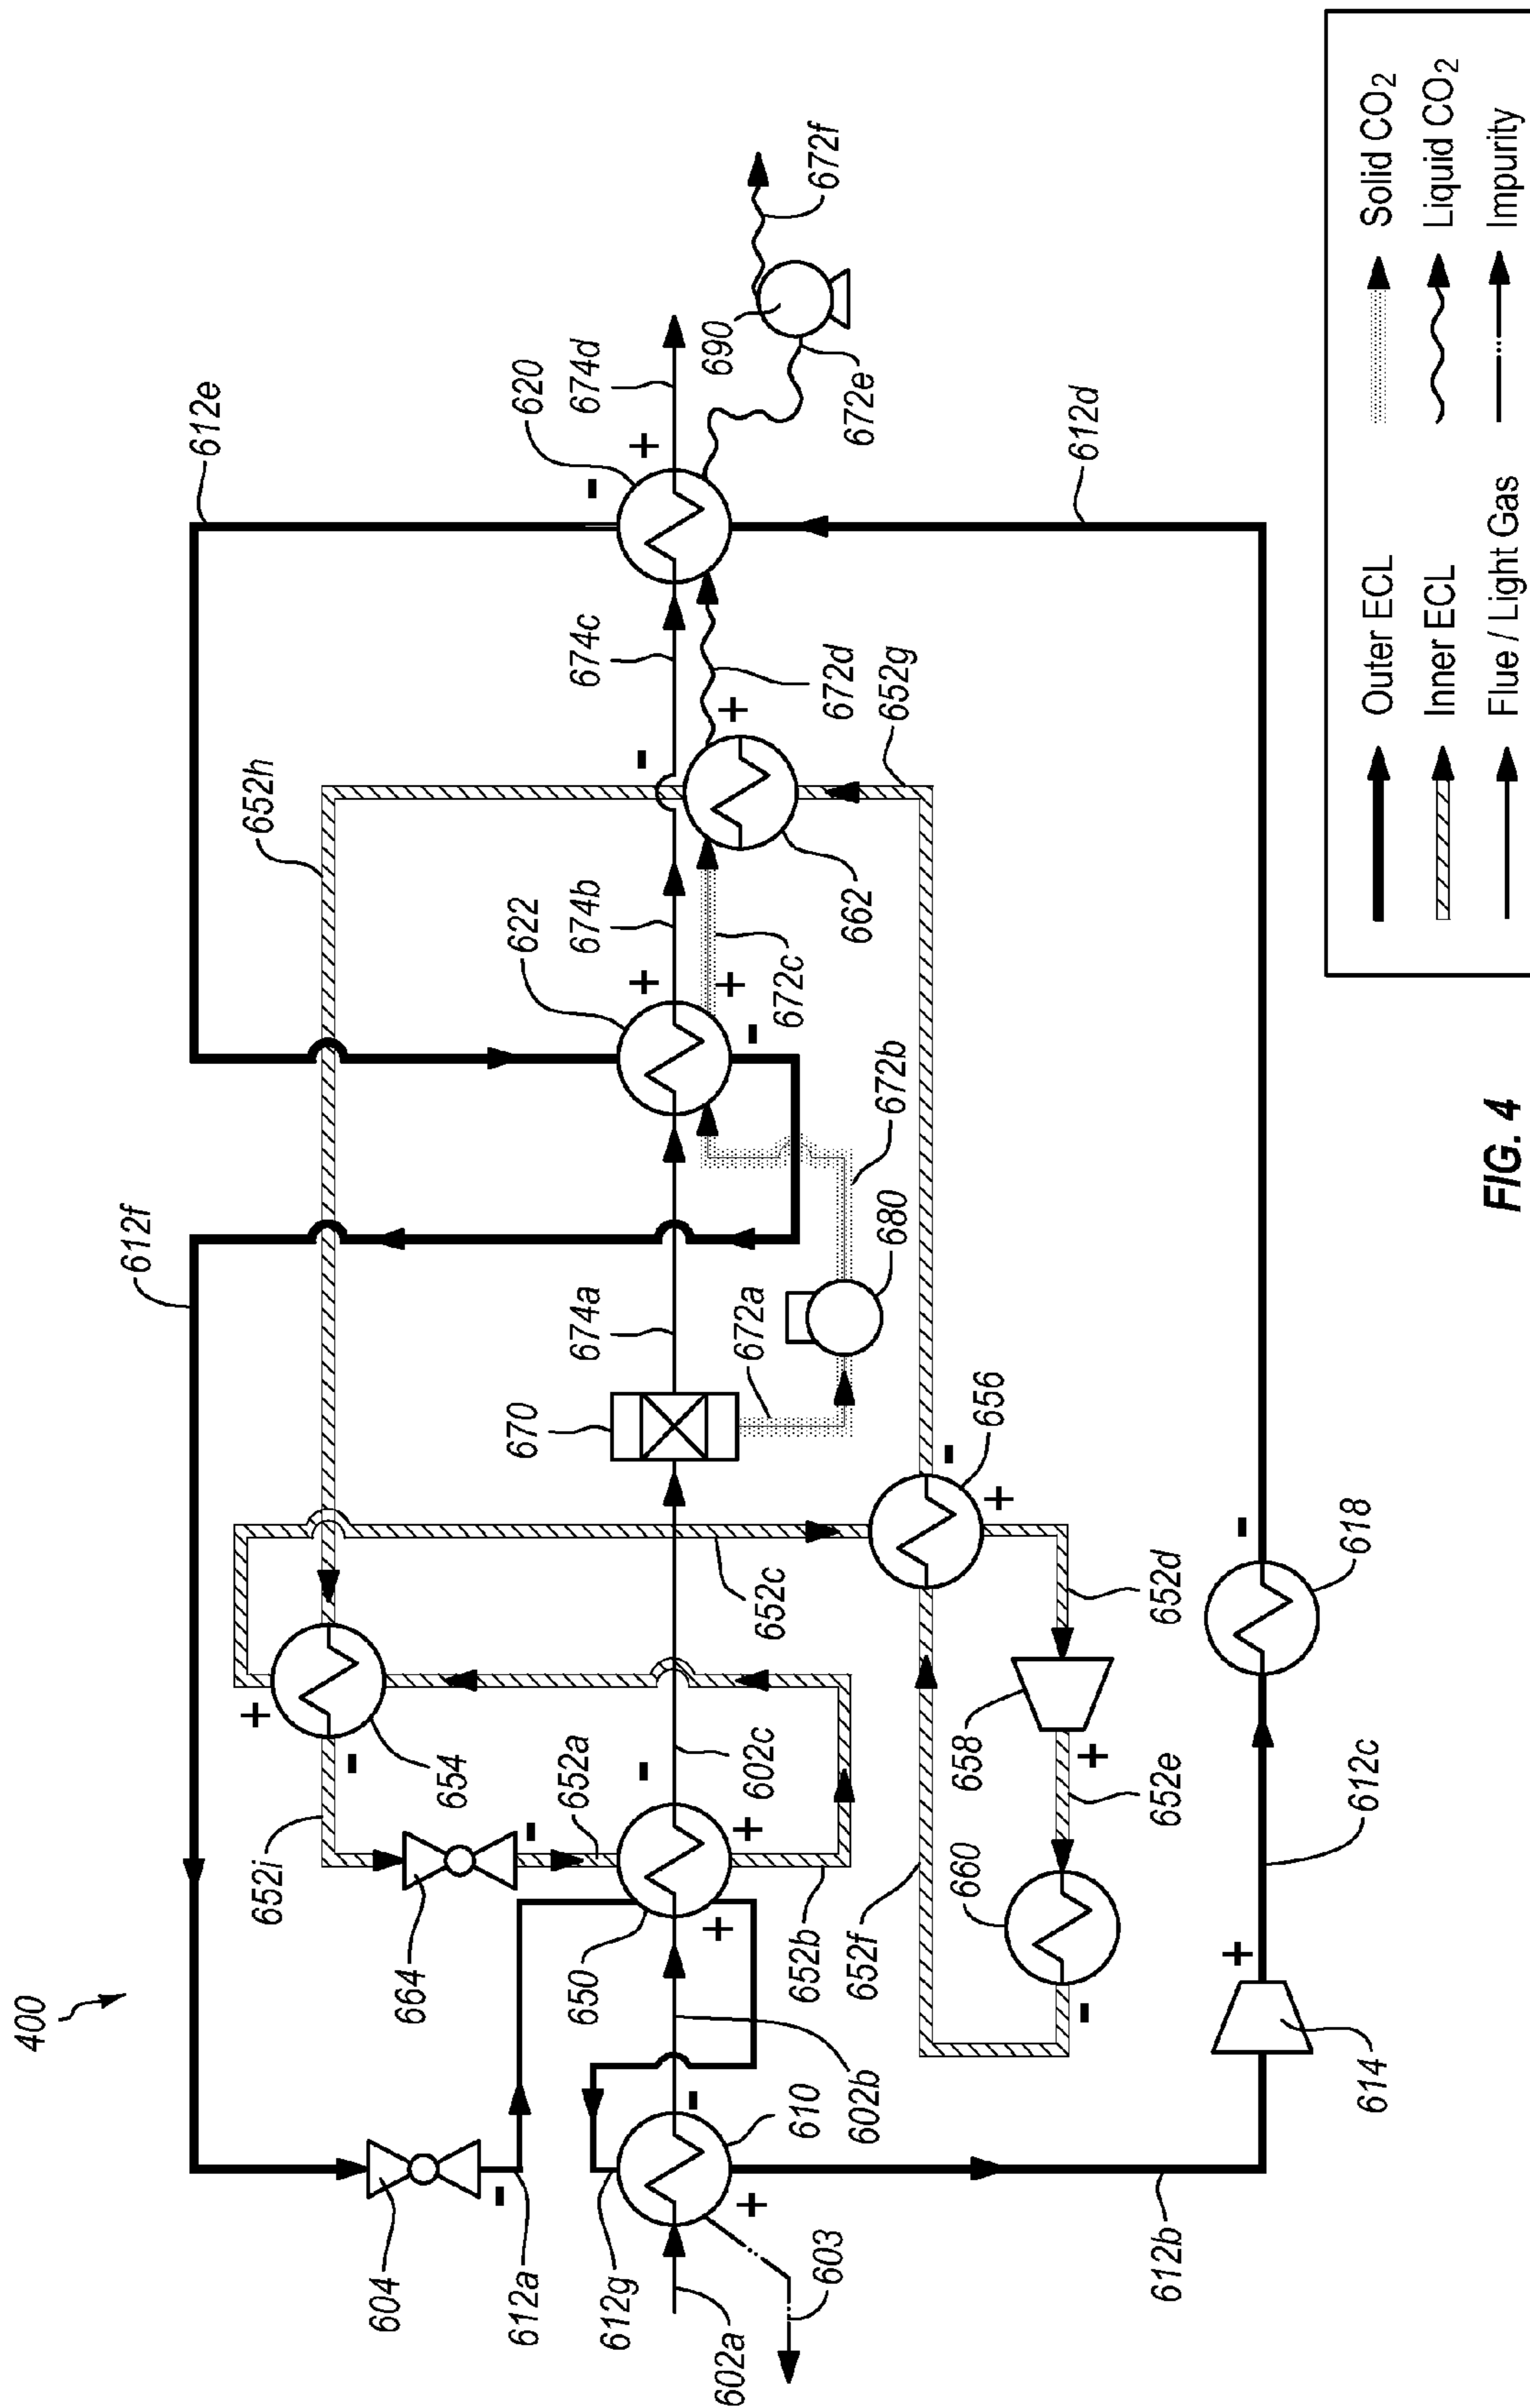 400
612f
612e
652h
652i
664
604
654
652a
612a
612g
650
602a
603
610
602b
602c
652b
652c
670
674a
672a
680
672b
622
674b
672c
662
674c
672d
652g
620
674d
690
672e
672f
652f
660
652e
658
652d
656
612b
614
612c
618
612d
Outer ECL
Solid CO₂
Inner ECL
Liquid CO₂
Flue / Light Gas
Impurity
FIG. 4